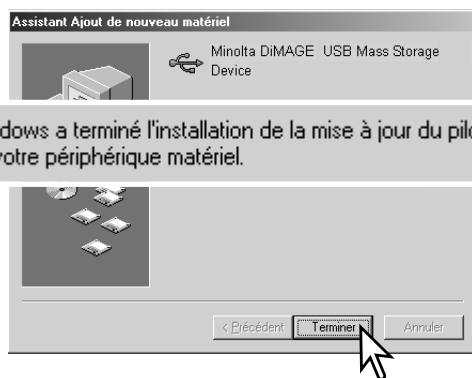 Assistant Ajout de nouveau matériel
Minolta DiMAGE USB Mass Storage
Device
dows a terminé l'installation de la mise à jour du pilo
votre périphérique matériel.
< Précédent Terminer Annuler